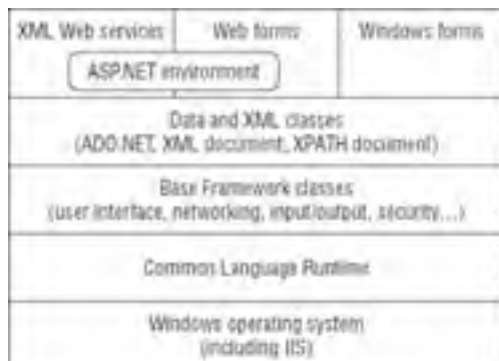 XML Web services
Web forms
Windows forms
ASP.NET environment
Data and XML classes
(ADO.NET, XML document, XPATH document)
Base Framework classes
(user interface, networking, input/output, security...)
Common Language Runtime
Windows operating system
(including IIS)